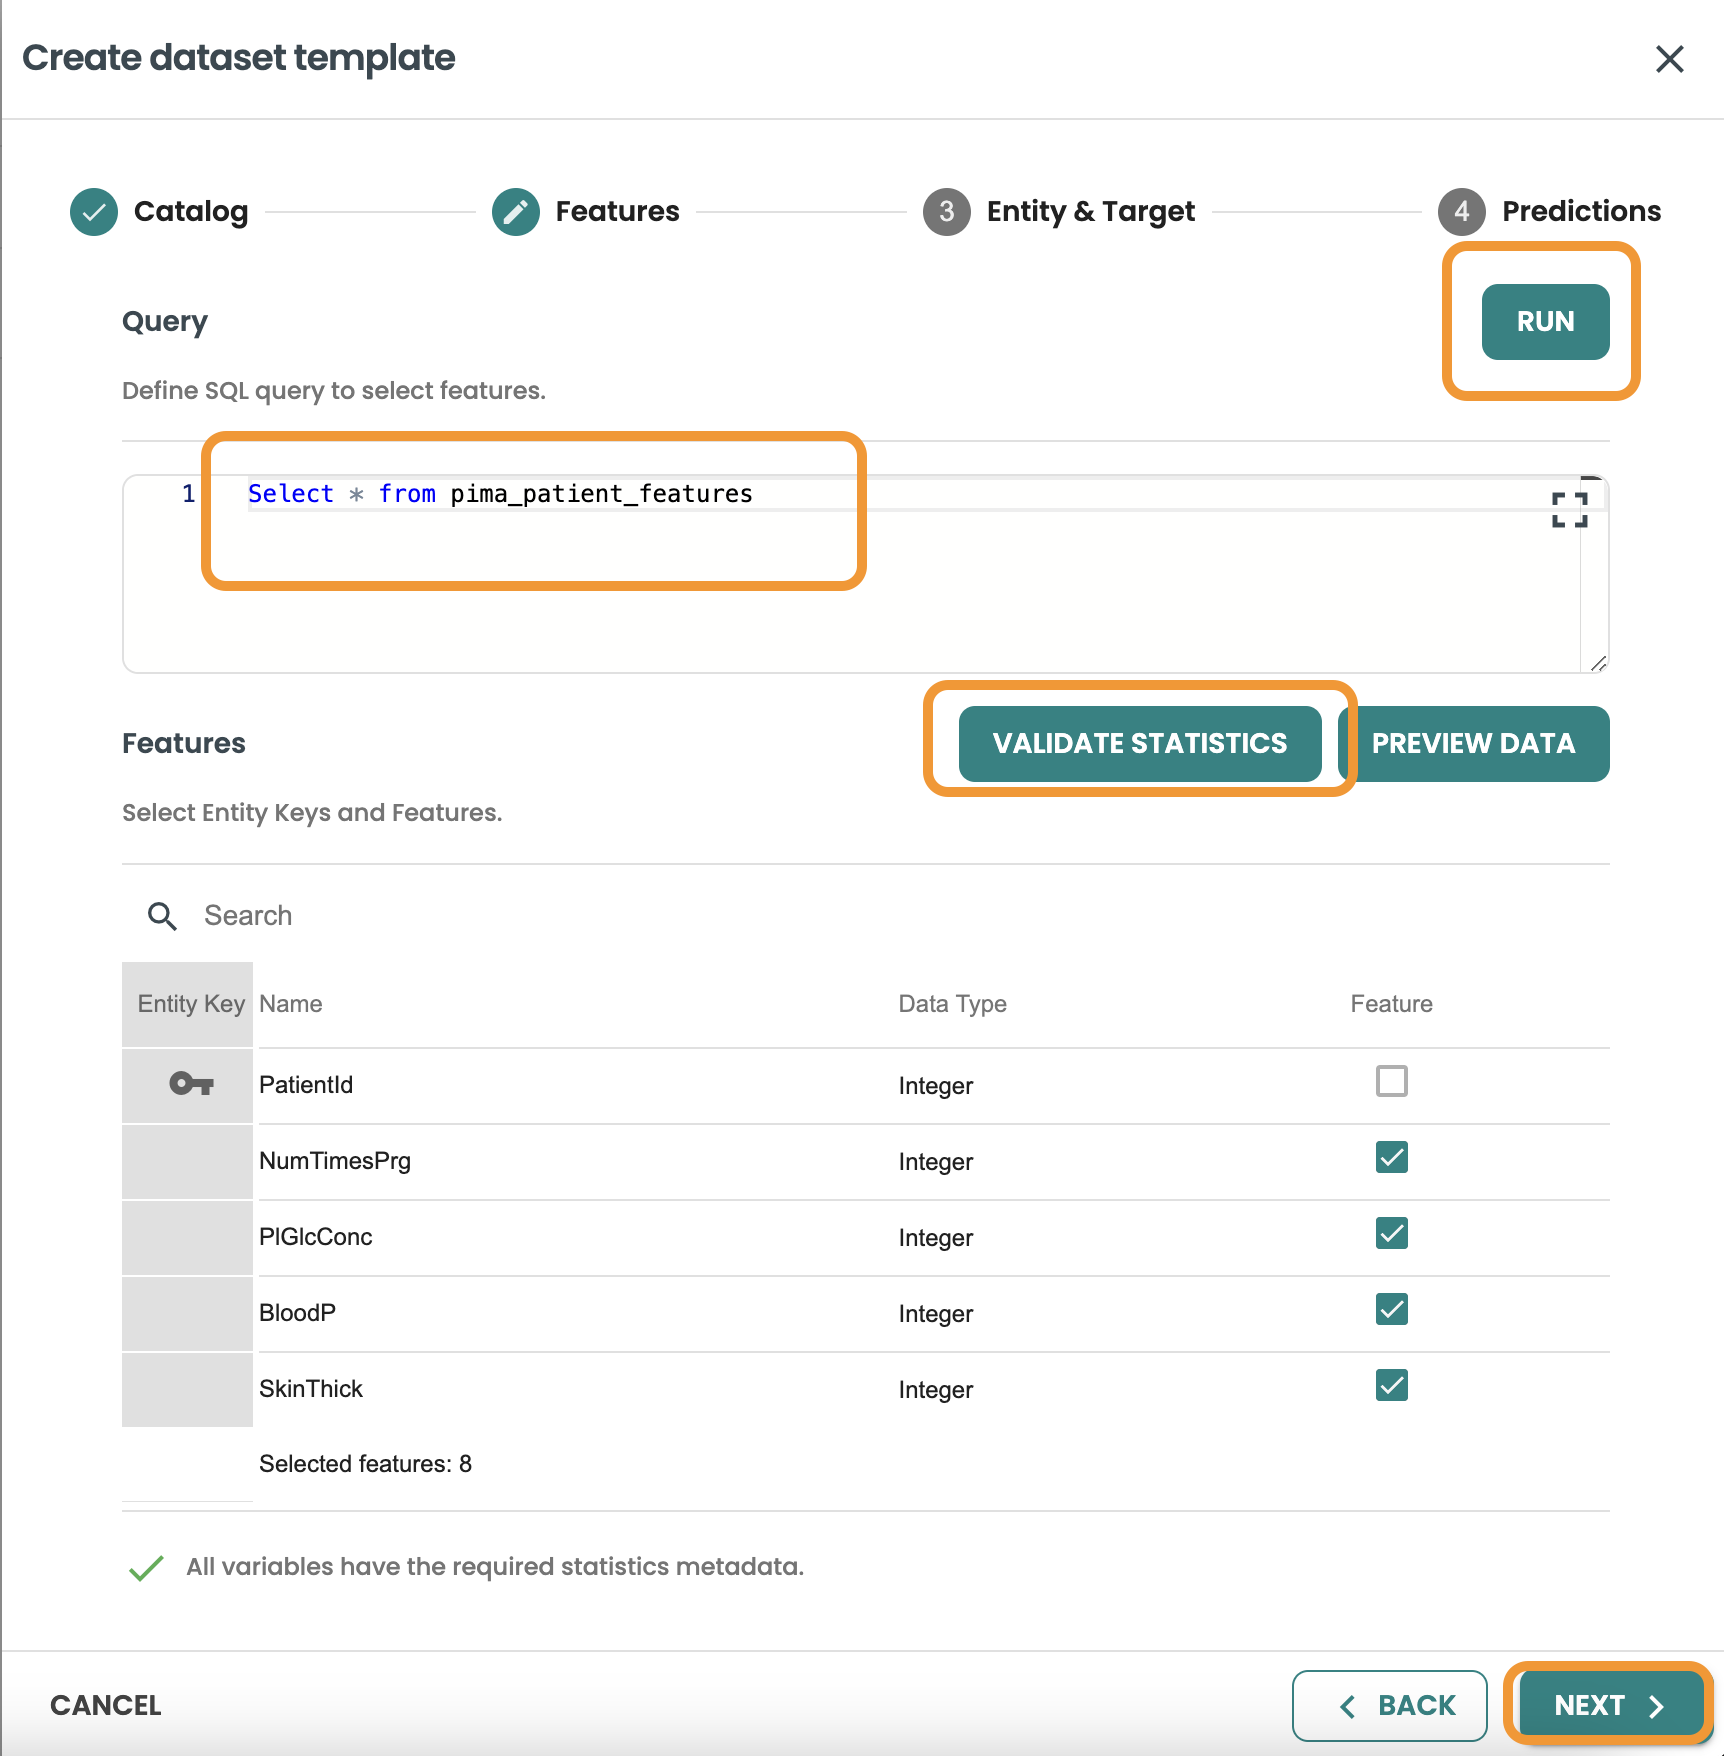 Create dataset template
Catalog
Features
3 Entity & Target
4 Predictions
Query
RUN
Define SQL query to select features.
1 Select * from pima_patient_features
Features
VALIDATE STATISTICS
PREVIEW DATA
Select Entity Keys and Features.
Search
Entity Key Name Data Type Feature
PatientId Integer
NumTimesPrg Integer
PlGlcConc Integer
BloodP Integer
SkinThick Integer
Selected features: 8
All variables have the required statistics metadata.
CANCEL
BACK
NEXT